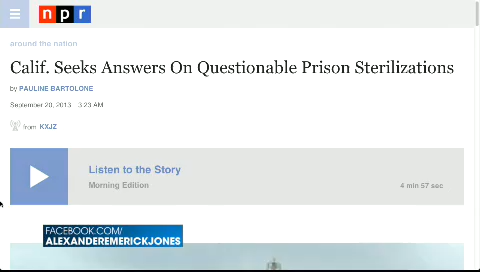 npr
around the nation
Calif. Seeks Answers On Questionable Prison Sterilizations
by PAULINE BARTOLONE
September 20, 2013 3:23 AM
from KXJZ
Listen to the Story
Morning Edition
4 min 57 sec
FACEBOOK.COM/
ALEXANDEREMERICKJONES